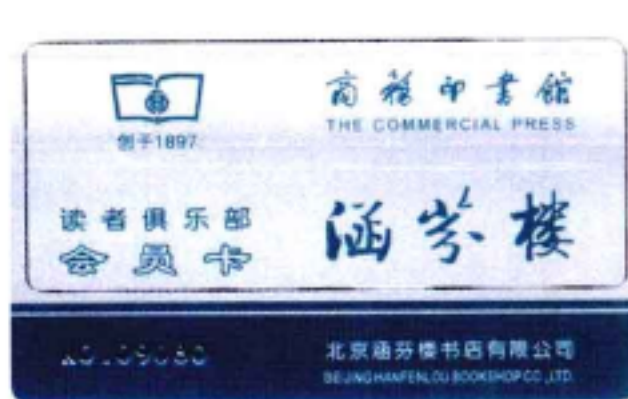 创于1897
商務印書館
THE COMMERCIAL PRESS
读者俱乐部
会员卡
涵芬楼
北京涵芬楼书店有限公司
BEIJING HANFENLOU BOOKSHOP CO.,LTD.